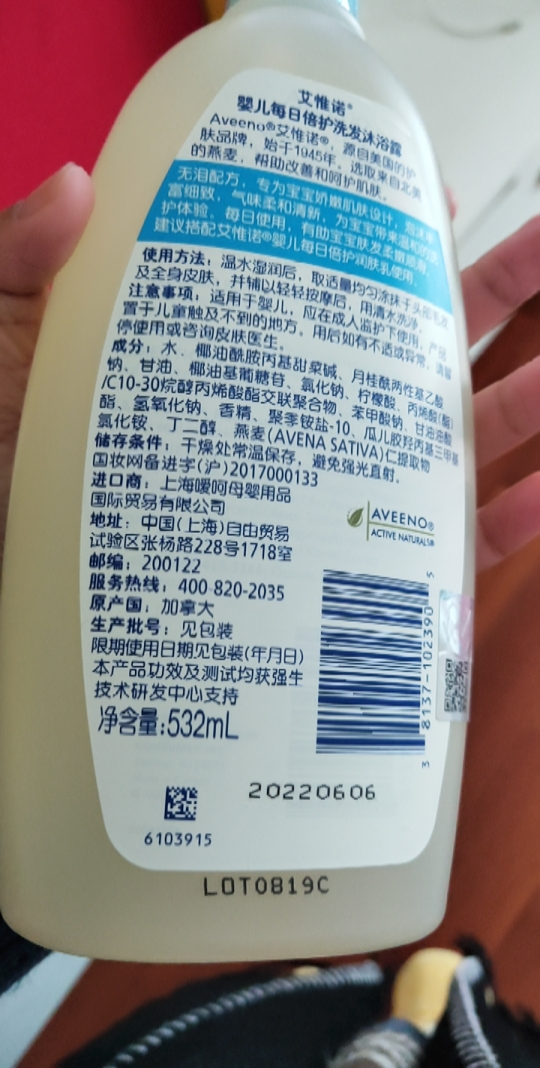 艾惟诺®
婴儿每日倍护洗发沐浴露
Aveeno®艾惟诺®，源自美国的护
肤品牌，始于1945年，选取来自北美
的燕麦，帮助改善和呵护肌肤。
无泪配方，专为宝宝娇嫩肌肤设计，泡沫丰
富细致，气味柔和清新，为宝宝带来温和的洗
护体验。每日使用，有助宝宝肤发柔嫩顺滑，
建议搭配艾惟诺®婴儿每日倍护润肤乳使用。
使用方法：温水湿润后，取适量均匀涂抹于头部毛发
及全身皮肤，并辅以轻轻按摩后，用清水洗净。
注意事项：适用于婴儿，应在成人监护下使用，产品
置于儿童触及不到的地方，用后如有不适或异常，请暂
停使用或咨询皮肤医生。
成分：水、椰油酰胺丙基甜菜碱、月桂酰两性基乙酸
钠、甘油、椰油基葡糖苷、氯化钠、柠檬酸、丙烯酸(酯)
/C10-30烷醇丙烯酸酯交联聚合物、苯甲酸钠、甘油油酸
酯、氢氧化钠、香精、聚季铵盐-10、瓜儿胶羟丙基三甲基
氯化铵、丁二醇、燕麦(AVENA SATIVA)仁提取物
储存条件：干燥处常温保存，避免强光直射。
国妆网备进字(沪)2017000133
进口商：上海嗳呵母婴用品
国际贸易有限公司
地址：中国(上海)自由贸易
试验区张杨路228号1718室
邮编：200122
服务热线：400 820-2035
原产国：加拿大
生产批号：见包装
限期使用日期见包装(年月日)
本产品功效及测试均获强生
技术研发中心支持
净含量:532mL
AVEENO®
ACTIVE NATURALS®
3 8137-102390 5
20220606
6103915
LOT0819C